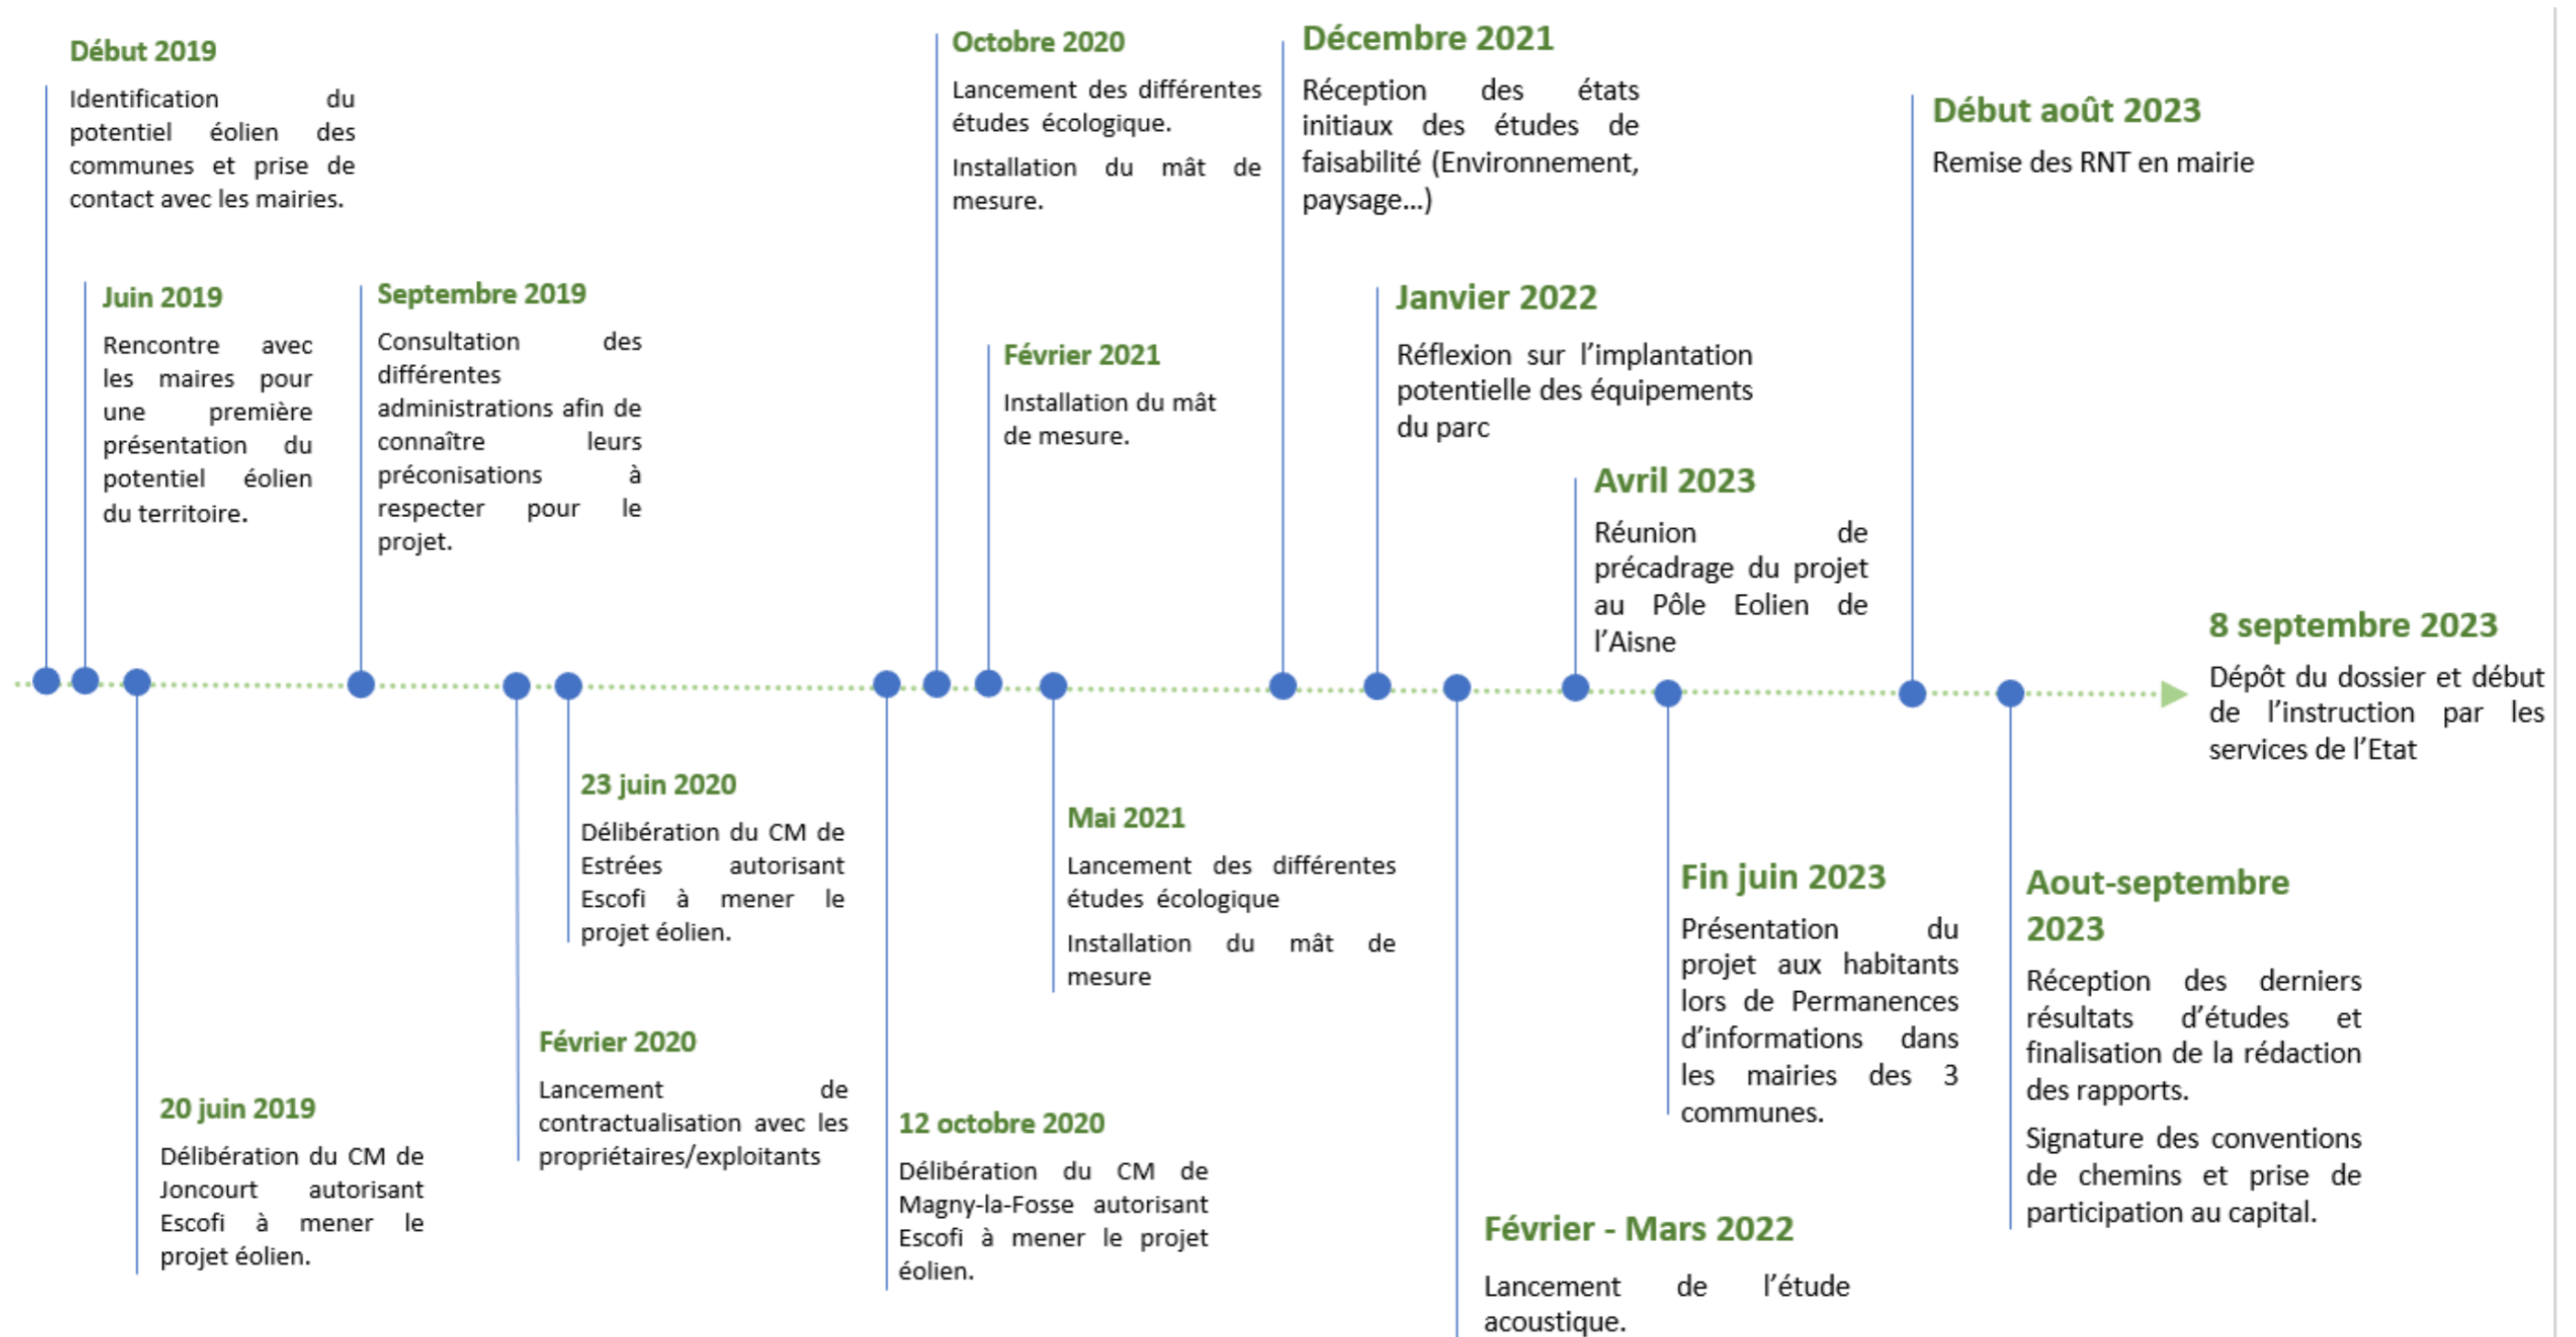 Début 2019
Identification du
potentiel éolien des
communes et prise de
contact avec les mairies.
Juin 2019
Rencontre avec
les maires pour
une première
présentation du
potentiel éolien
du territoire.
20 juin 2019
Délibération du CM de
Joncourt autorisant
Escofi à mener le
projet éolien.
Septembre 2019
Consultation des
différentes
administrations afin de
connaître leurs
préconisations à
respecter pour le
projet.
Février 2020
Lancement de
contractualisation avec les
propriétaires/exploitants
23 juin 2020
Délibération du CM de
Estrées autorisant
Escofi à mener le
projet éolien.
12 octobre 2020
Délibération du CM de
Magny-la-Fosse autorisant
Escofi à mener le projet
éolien.
Octobre 2020
Lancement des différentes
études écologique.
Installation du mât de
mesure.
Février 2021
Installation du mât
de mesure.
Mai 2021
Lancement des différentes
études écologique
Installation du mât de
mesure
Décembre 2021
Réception des états
initiaux des études de
faisabilité (Environnement,
paysage...)
Janvier 2022
Réflexion sur l’implantation
potentielle des équipements
du parc
Février - Mars 2022
Lancement de l’étude
acoustique.
Avril 2023
Réunion de
précadrage du projet
au Pôle Eolien de
l’Aisne
Fin juin 2023
Présentation du
projet aux habitants
lors de Permanences
d’informations dans
les mairies des 3
communes.
Début août 2023
Remise des RNT en mairie
Aout-septembre
2023
Réception des derniers
résultats d’études et
finalisation de la rédaction
des rapports.
Signature des conventions
de chemins et prise de
participation au capital.
8 septembre 2023
Dépôt du dossier et début
de l’instruction par les
services de l’Etat